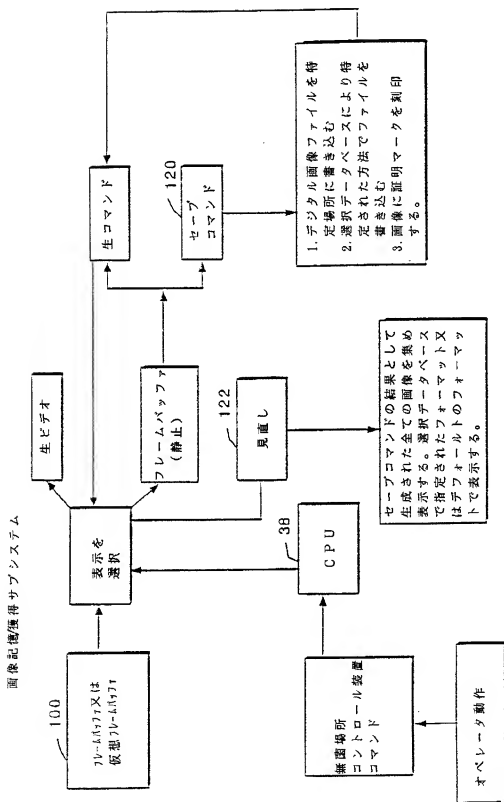 画像記憶/獲得サブシステム
100
フレームバッファ又は
仮想フレームバッファ
表示を
選択
生ビデオ
フレームバッファ
(静止)
生コマンド
120
セーブ
コマンド
1.デジタル画像ファイルを特
定場所に書き込む
2.選択データベースにより特
定された方法でファイルを
書き込む
3.画像に証明マークを刻印
する。
122
見直し
セーブコマンドの結果として
生成された全ての画像を集め
表示する。選択データベース
で指定されたフォーマット又
はデフォールトのフォーマッ
トで表示する。
38
CPU
無菌場所
コントロール装置
コマンド
オペレータ動作